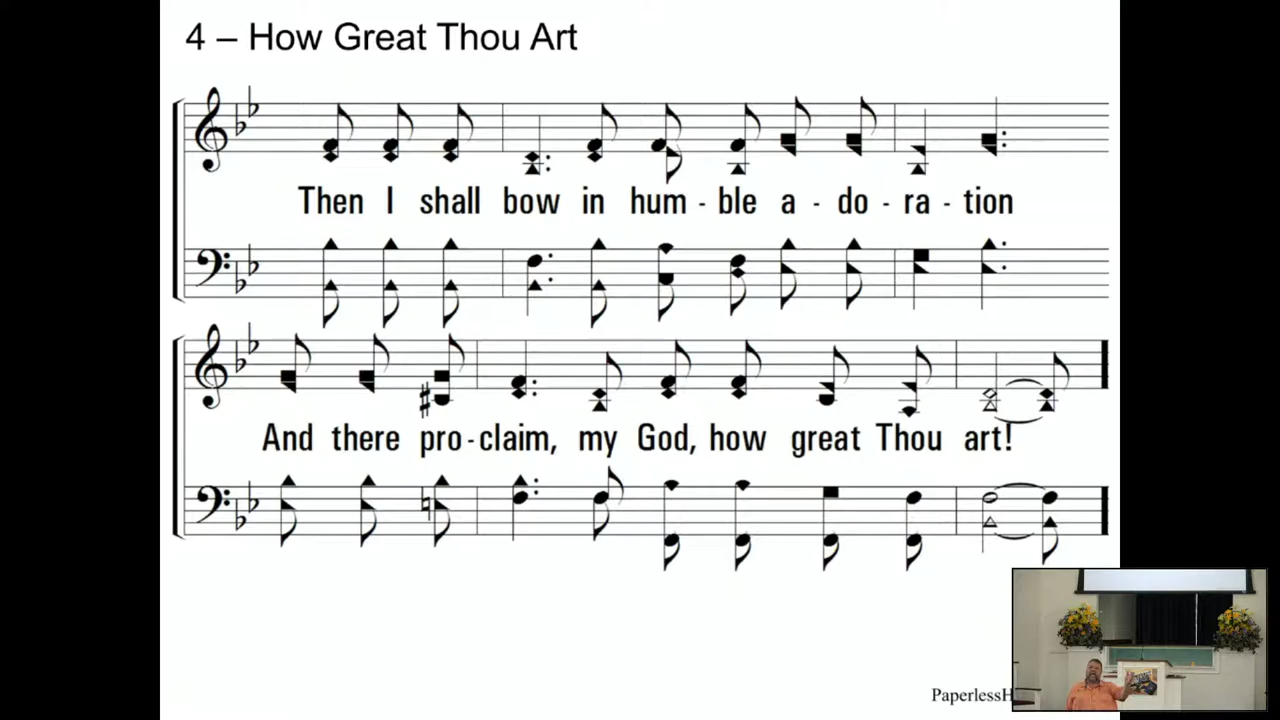 4 – How Great Thou Art
Then I shall bow in hum - ble a - do - ra - tion
And there pro - claim, my God, how great Thou art!
PaperlessH